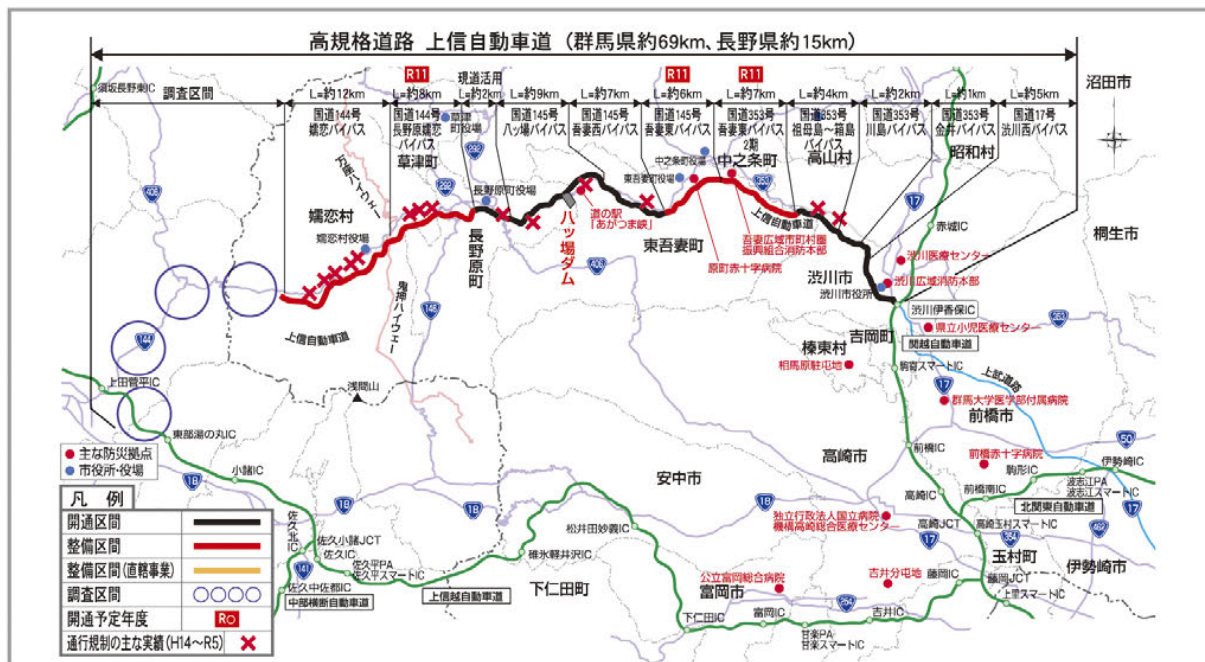 高規格道路 上信自動車道 (群馬県約69km、長野県約15km)
沼田市
須坂長野東IC
調査区間
R11
現道活用
R11
R11
L=約12km
L=約8km
L=約2km
L=約9km
L=約7km
L=約6km
L=約7km
L=約4km
L=約2km
L=約1km
L=約5km
国道144号
嬬恋バイパス
国道144号
長野原嬬恋
バイパス
国道145号
八ッ場バイパス
国道145号
吾妻西バイパス
国道145号
吾妻東バイパス
国道353号
吾妻東バイパス
2期
国道353号
祖母島~箱島
バイパス
国道353号
川島バイパス
国道353号
金井バイパス
国道17号
渋川西バイパス
草津
町役場
草津町
中之条町役場
中之条町
高山村
昭和村
万座ハイウェー
292
292
406
長野原町役場
東吾妻町役場
353
17
嬬恋村
嬬恋村役場
長野原町
八ッ場ダム
道の駅
「あがつま峡」
東吾妻町
上信自動車道
吾妻広域市町村圏
振興組合消防本部
原町赤十字病院
赤城IC
桐生市
渋川医療センター
渋川広域消防本部
渋川市
渋川市役所
渋川伊香保IC
406
146
鬼押ハイウェー
上信自動車道
144
353
県立小児医療センター
吉岡町
関越自動車道
榛東村
相馬原駐屯地
駒寄スマートIC
上武道路
上田菅平IC
浅間山
17
群馬大学医学部付属病院
前橋市
東部湯の丸IC
50
主な防災拠点
市役所・役場
小諸IC
18
安中市
高崎市
前橋IC
前橋赤十字病院
駒形IC
伊勢崎IC
波志江PA
波志江スマートIC
前橋南IC
高崎IC
北関東自動車道
17
凡 例
開通区間
整備区間
整備区間(直轄事業)
調査区間
開通予定年度
R○
通行規制の主な実績(H14~R5)
18
18
18
佐久北IC
佐久小諸JCT
佐久IC
佐久平PA
佐久平スマートIC
141
佐久中佐都IC
中部横断自動車道
上信越自動車道
碓氷軽井沢IC
松井田妙義IC
下仁田町
独立行政法人国立病院
機構高崎総合医療センター
高崎JCT
高崎玉村スマートIC
17
354
462
玉村町
伊勢崎市
公立富岡総合病院
富岡市
吉井分屯地
藤岡IC
藤岡JCT
上里スマートIC
254
下仁田IC
富岡IC
甘楽PA
甘楽スマートIC
吉井IC